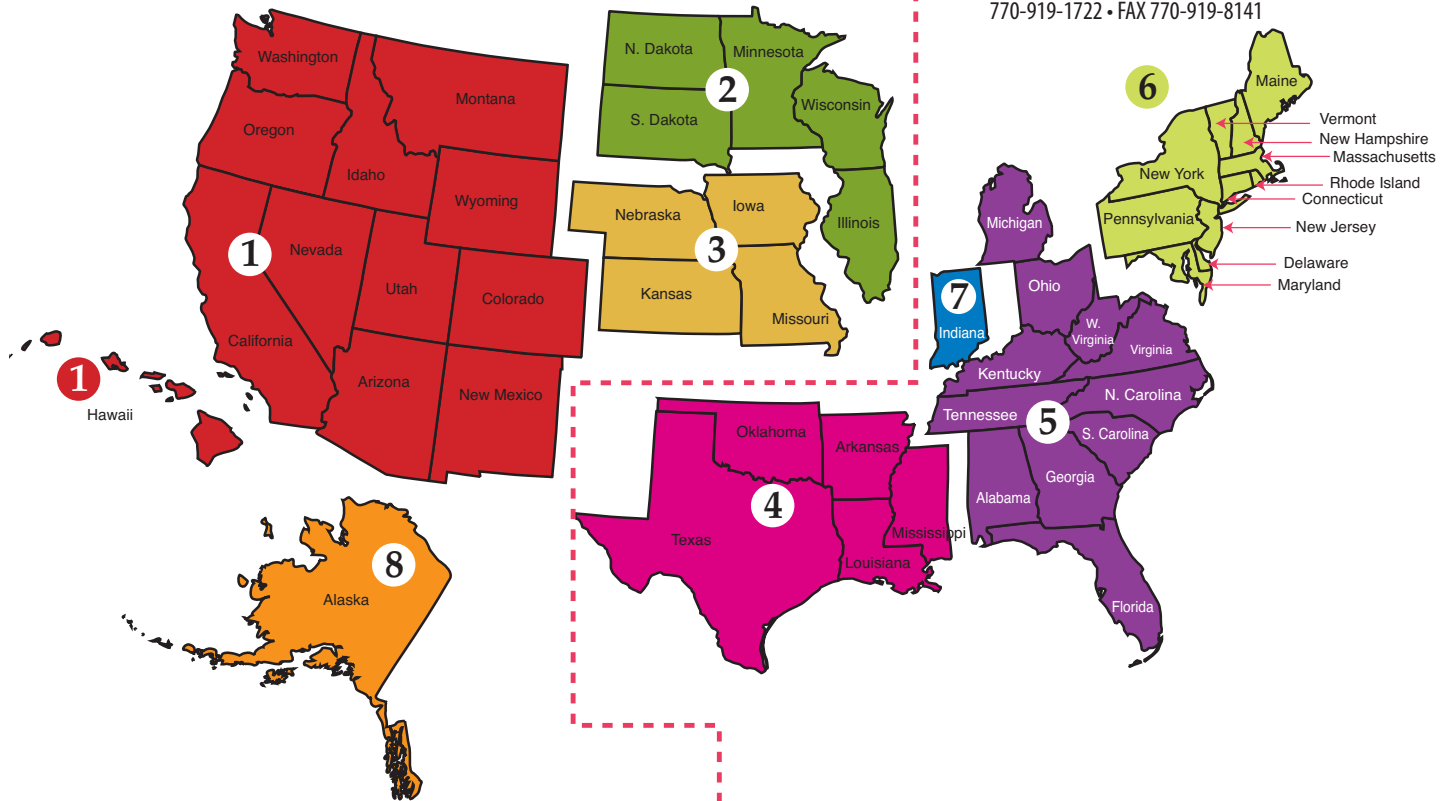 770-919-1722 • FAX 770-919-8141
Washington
Montana
Oregon
Idaho
Wyoming
1
Nevada
Utah
Colorado
California
Arizona
New Mexico
1
Hawaii
N. Dakota
Minnesota
2
S. Dakota
Wisconsin
Illinois
Nebraska
Iowa
3
Kansas
Missouri
6
Maine
Vermont
New Hampshire
Massachusetts
New York
Rhode Island
Connecticut
Pennsylvania
New Jersey
Delaware
Maryland
Michigan
7
Indiana
Ohio
W.
Virginia
Virginia
Kentucky
N. Carolina
Tennessee
5
S. Carolina
Georgia
Alabama
Florida
Oklahoma
Arkansas
4
Texas
Mississippi
Louisiana
8
Alaska